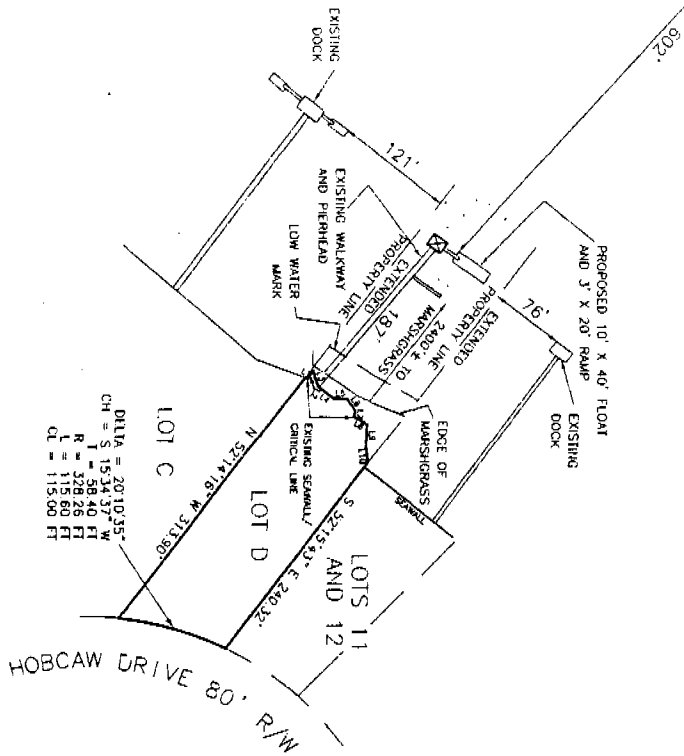 602'
EXISTING
DOCK
121'
PROPOSED 10' X 40' FLOAT
AND 3' X 20' RAMP
76'
EXISTING
DOCK
EXISTING WALKWAY
AND PIERHEAD
EXTENDED
PROPERTY LINE
EXTENDED
PROPERTY LINE
187'
2400'± TO
MARSHGRASS
LOW WATER
MARK
EDGE OF
MARSHGRASS
EXISTING SEAWALL/
CRITICAL LINE
L9
L10
SEAWALL
LOT C
LOT D
LOTS 11
AND 12
N 52°14'16" W 313.90'
S 52°15'43" E 240.32'
DELTA = 20°10'35"
T = 58.40 FT
CH = S 15°34'37" W
R = 328.26 FT
L = 115.60 FT
CL = 115.00 FT
HOBCAW DRIVE 80' R/W